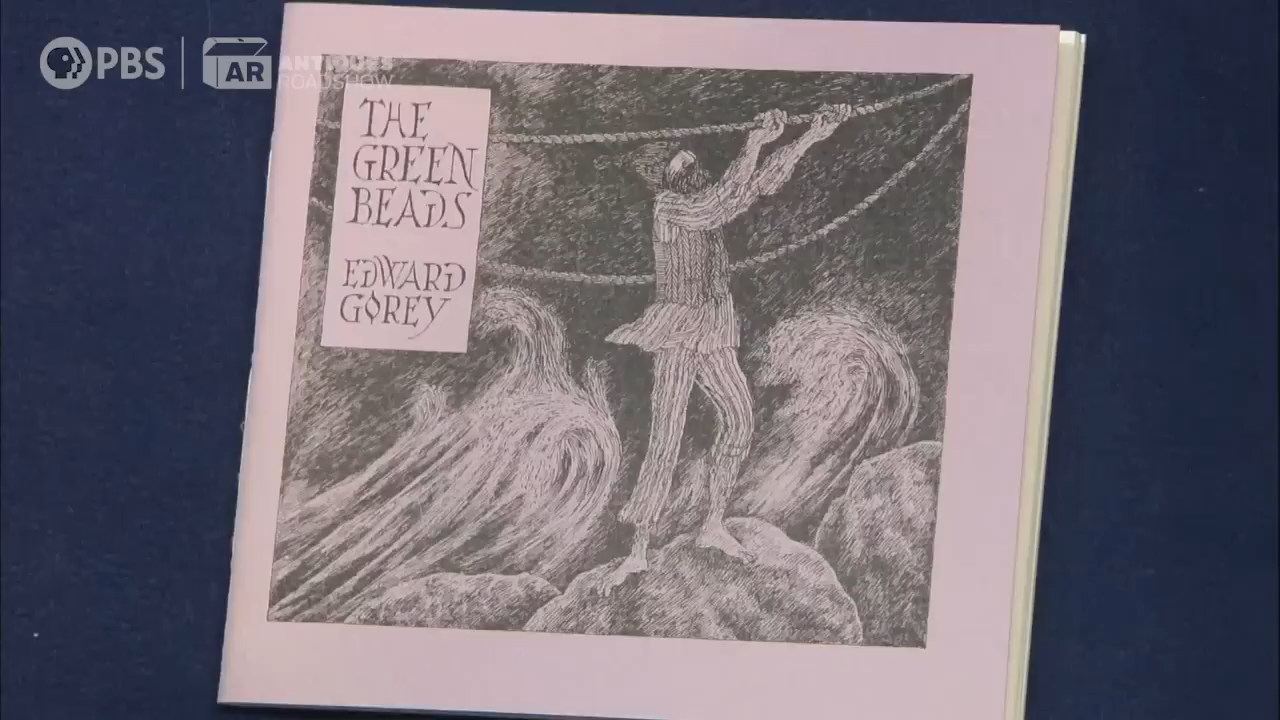 PBS
AR
ANTIQUES
ROADSHOW
THE
GREEN
BEADS
EDWARD
GOREY